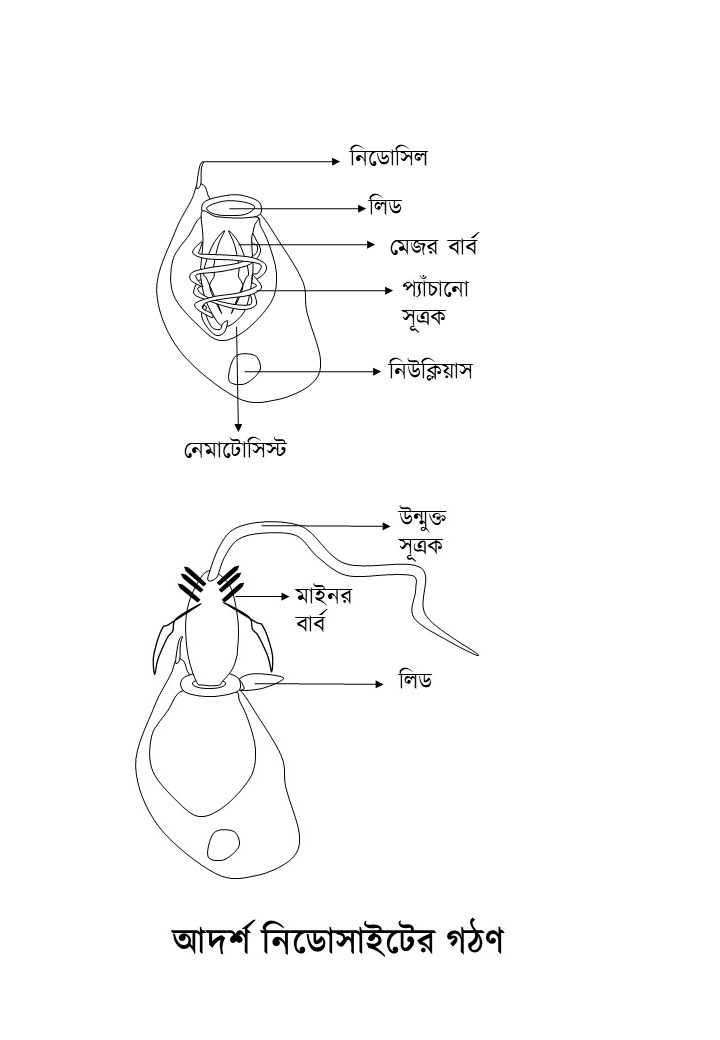 নিডোসিল
লিড
মেজর বার্ব
প্যাঁচানো
সূত্রক
নিউক্লিয়াস
নেমাটোসিস্ট
উন্মুক্ত
সূত্রক
মাইনর
বার্ব
লিড
আদর্শ নিডোসাইটের গঠণ